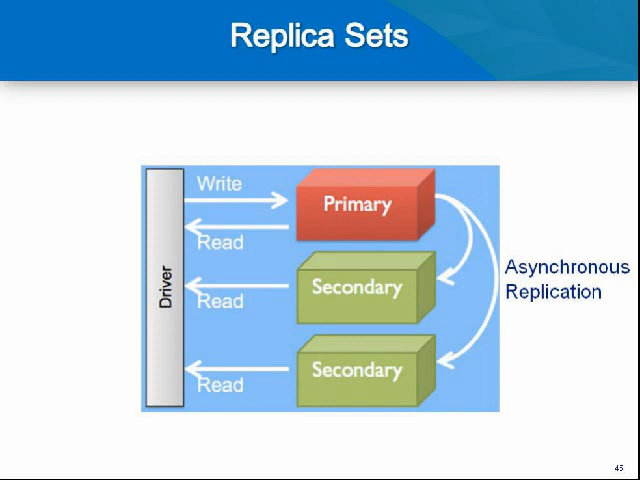 Replica Sets
Write
Primary
Read
Driver
Secondary
Read
Asynchronous
Replication
Secondary
Read
45